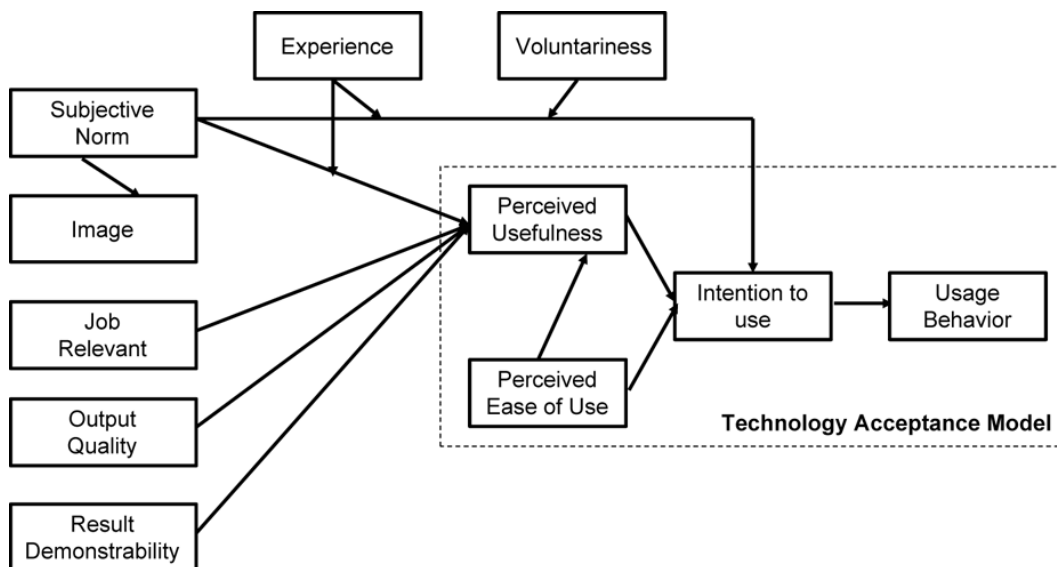 Experience
Voluntariness
Subjective
Norm
Image
Perceived
Usefulness
Job
Relevant
Intention to
use
Usage
Behavior
Perceived
Ease of Use
Output
Quality
Technology Acceptance Model
Result
Demonstrability